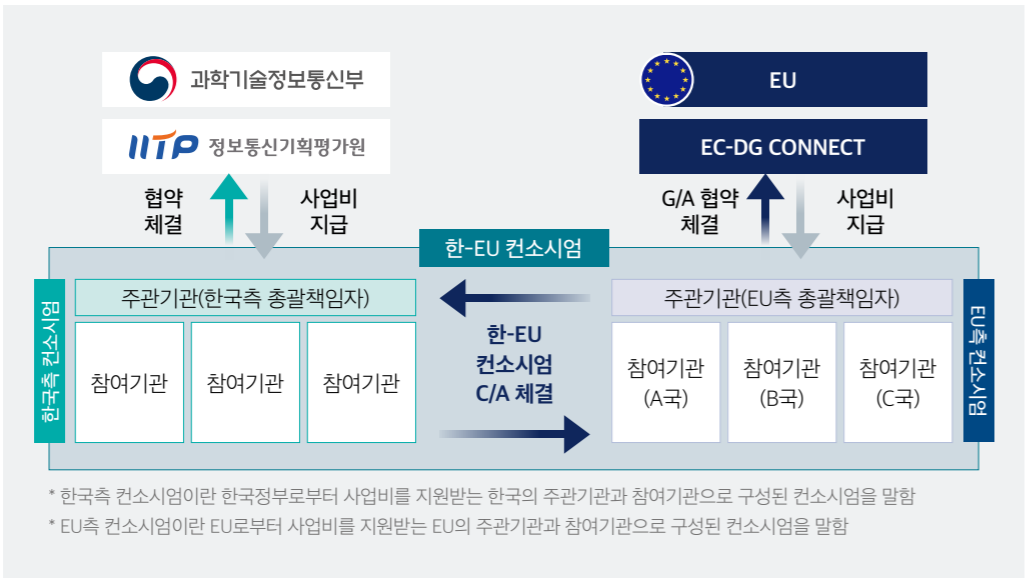 과학기술정보통신부
IITP 정보통신기획평가원
EU
EC-DG CONNECT
협약
체결
사업비
지급
G/A 협약
체결
사업비
지급
한-EU 컨소시엄
한국측 컨소시엄
주관기관(한국측 총괄책임자)
참여기관
참여기관
참여기관
한-EU
컨소시엄
C/A 체결
주관기관(EU측 총괄책임자)
참여기관
(A국)
참여기관
(B국)
참여기관
(C국)
EU측 컨소시엄
* 한국측 컨소시엄이란 한국정부로부터 사업비를 지원받는 한국의 주관기관과 참여기관으로 구성된 컨소시엄을 말함
* EU측 컨소시엄이란 EU로부터 사업비를 지원받는 EU의 주관기관과 참여기관으로 구성된 컨소시엄을 말함